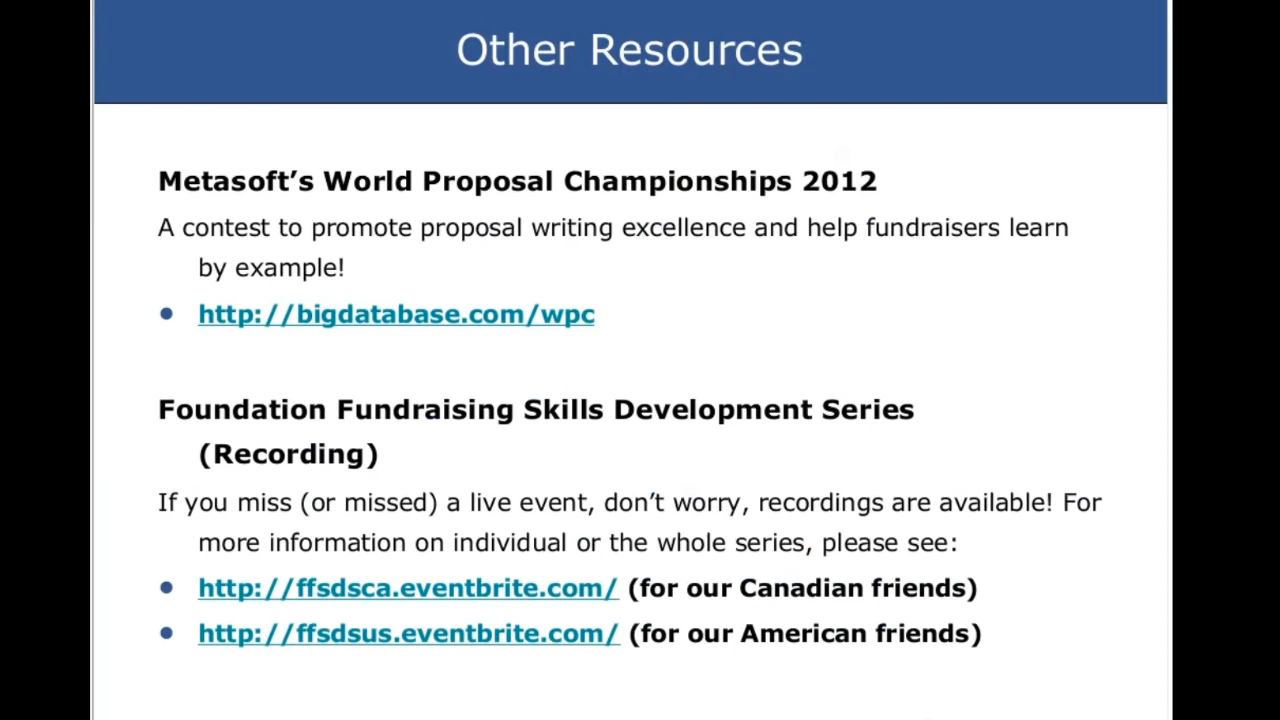 Other Resources
Metasoft’s World Proposal Championships 2012
A contest to promote proposal writing excellence and help fundraisers learn
by example!
● http://bigdatabase.com/wpc
Foundation Fundraising Skills Development Series
(Recording)
If you miss (or missed) a live event, don’t worry, recordings are available! For
more information on individual or the whole series, please see:
● http://ffsdsca.eventbrite.com/ (for our Canadian friends)
● http://ffsdsus.eventbrite.com/ (for our American friends)